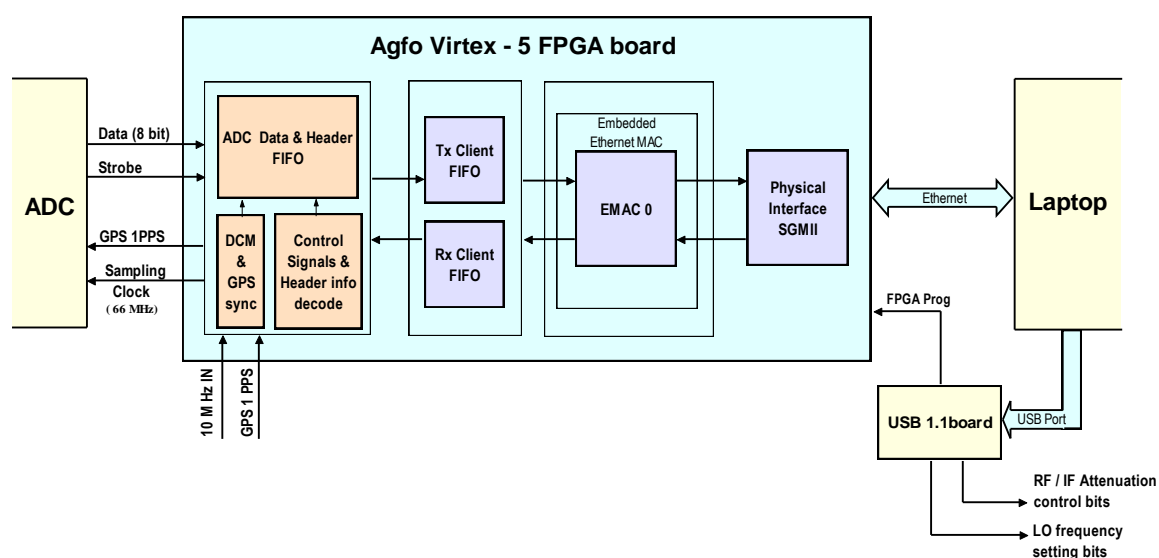 Agfo Virtex - 5 FPGA board
ADC
Data (8 bit)
Strobe
GPS 1PPS
Sampling
Clock
( 66 MHz)
ADC Data & Header
FIFO
DCM
&
GPS
sync
Control
Signals &
Header info
decode
10 M Hz IN
GPS 1 PPS
Tx Client
FIFO
Rx Client
FIFO
Embedded
Ethernet MAC
EMAC 0
Physical
Interface
SGMII
Ethernet
Laptop
FPGA Prog
USB 1.1board
USB Port
RF / IF Attenuation
control bits
LO frequency
setting bits